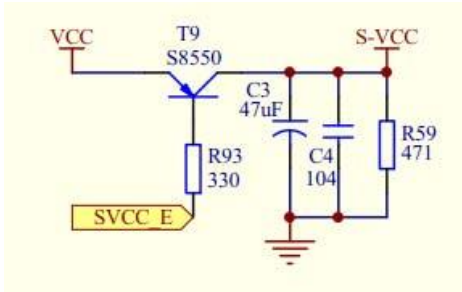 VCC
T9
S8550
S-VCC
C3
47uF
R59
471
R93
330
C4
104
SVCC_E